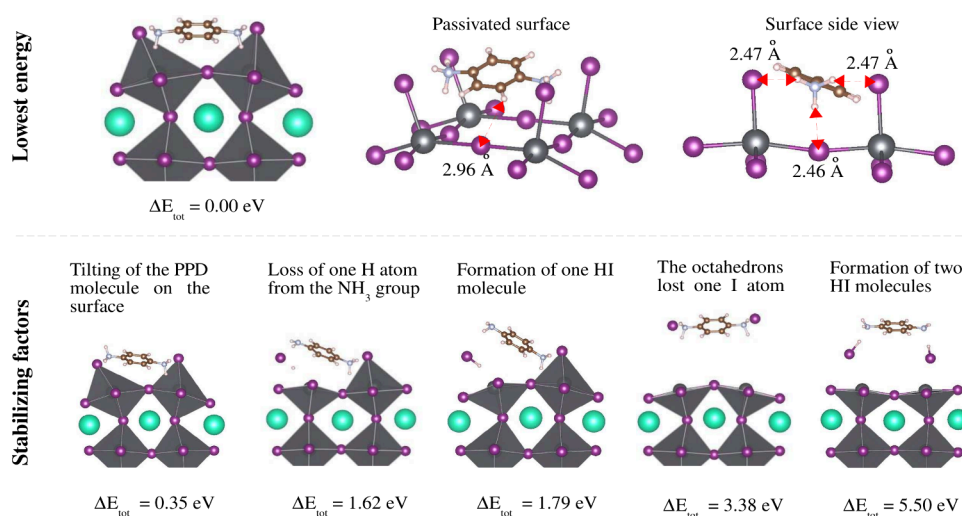 Lowest energy
Passivated surface
Surface side view
2.47 Å
2.47 Å
2.96 Å
2.46 Å
ΔE_tot = 0.00 eV
Stabilizing factors
Tilting of the PPD
molecule on the
surface
Loss of one H atom
from the NH₃ group
Formation of one HI
molecule
The octahedrons
lost one I atom
Formation of two
HI molecules
ΔE_tot = 0.35 eV
ΔE_tot = 1.62 eV
ΔE_tot = 1.79 eV
ΔE_tot = 3.38 eV
ΔE_tot = 5.50 eV